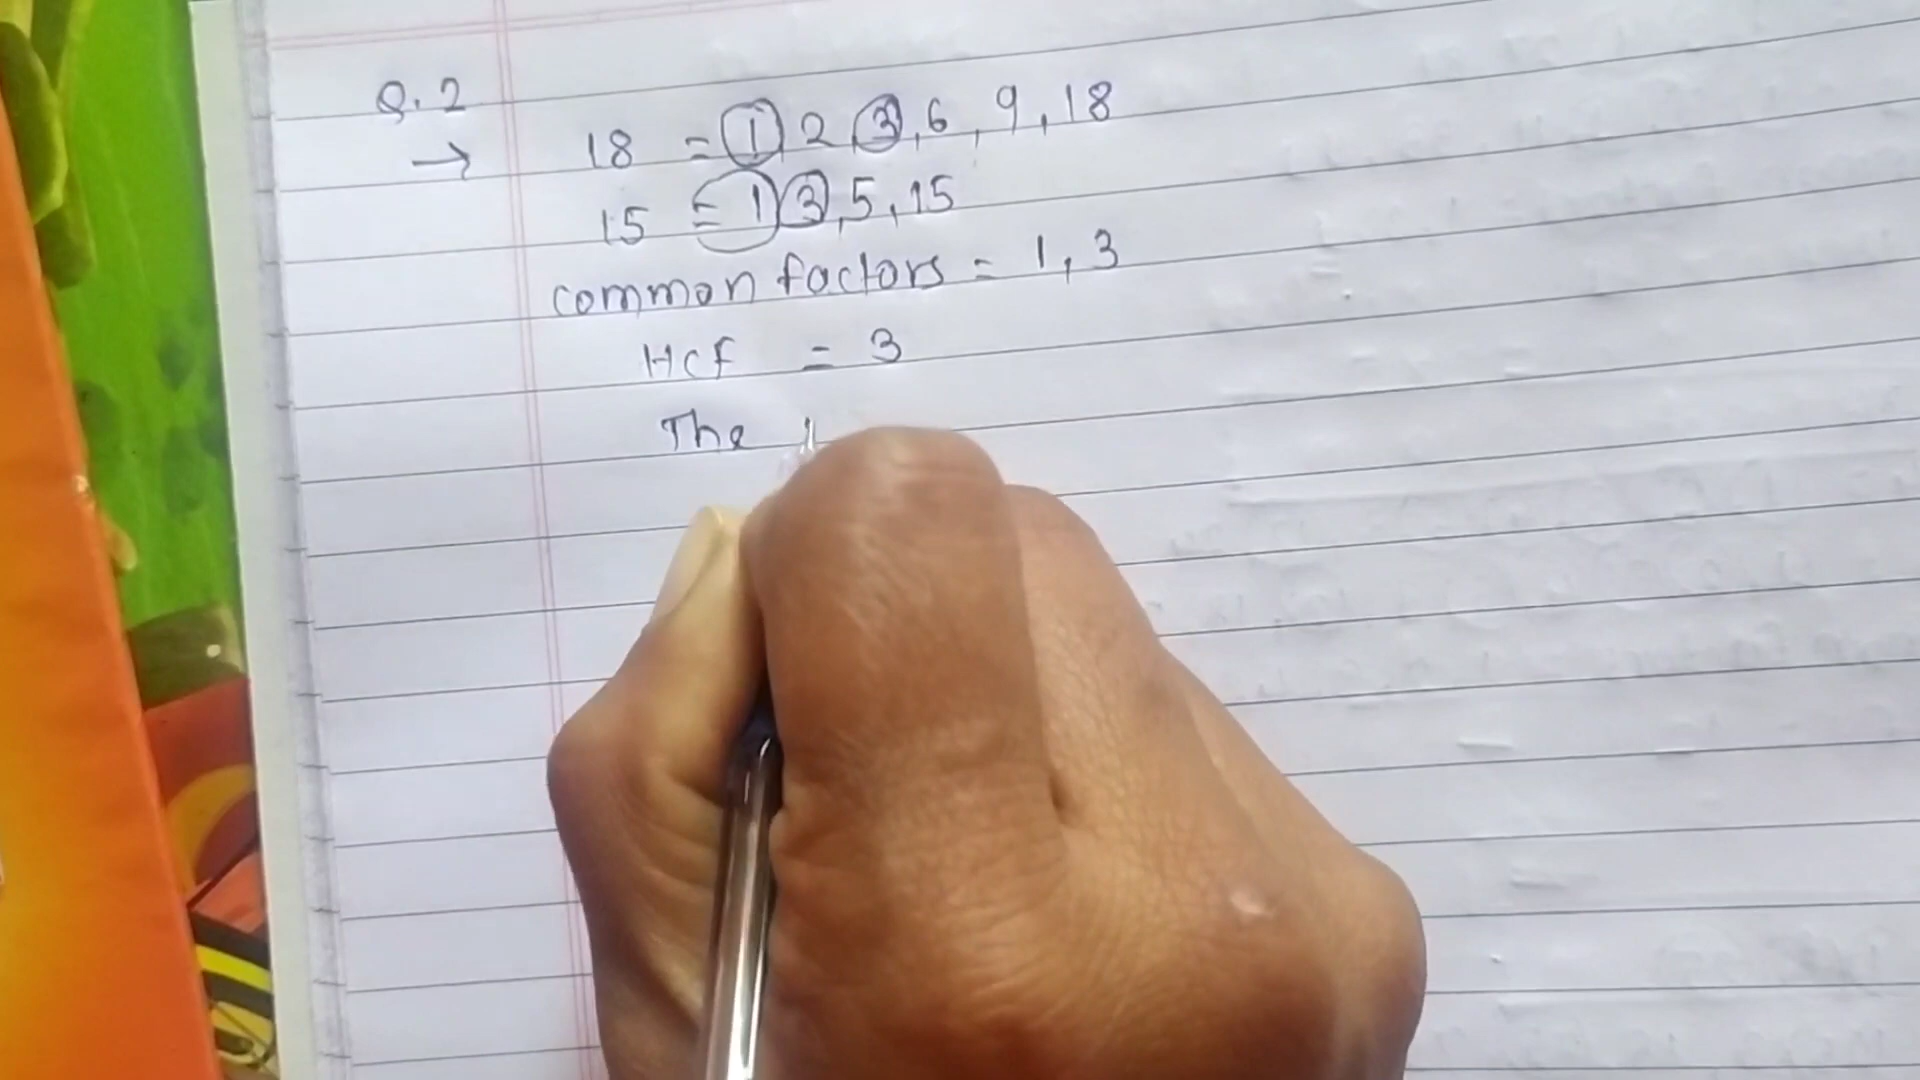 Q.2
→ 18 = 1, 2, 3, 6, 9, 18
15 = 1, 3, 5, 15
common factors = 1, 3
HCF = 3
The